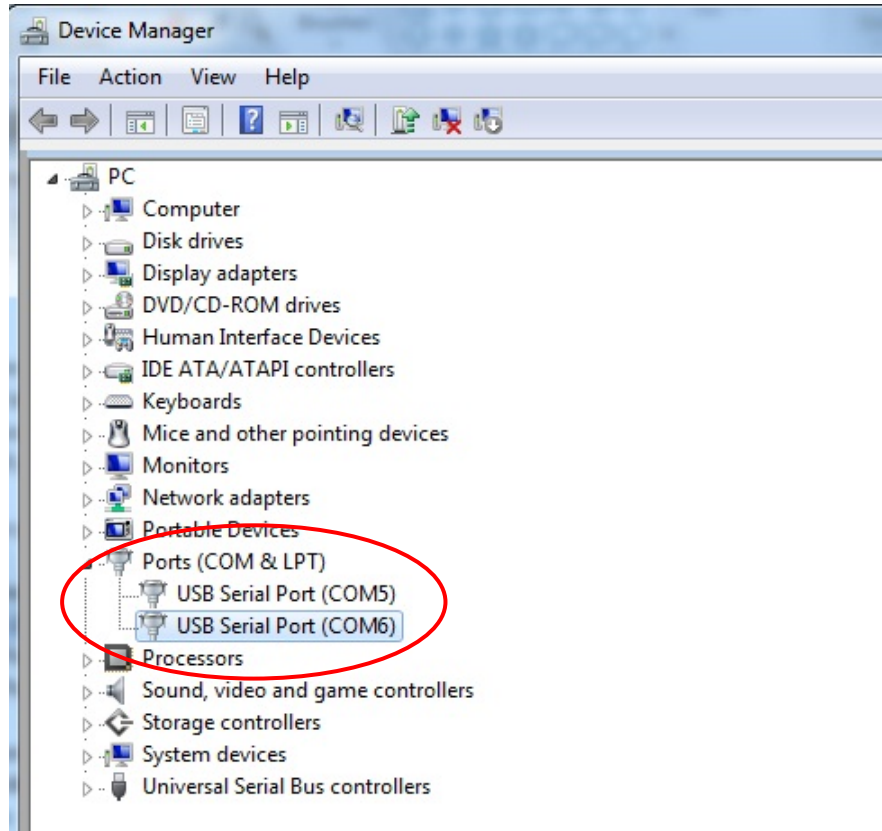 Device Manager
File Action View Help
PC
Computer
Disk drives
Display adapters
DVD/CD-ROM drives
Human Interface Devices
IDE ATA/ATAPI controllers
Keyboards
Mice and other pointing devices
Monitors
Network adapters
Portable Devices
Ports (COM & LPT)
USB Serial Port (COM5)
USB Serial Port (COM6)
Processors
Sound, video and game controllers
Storage controllers
System devices
Universal Serial Bus controllers